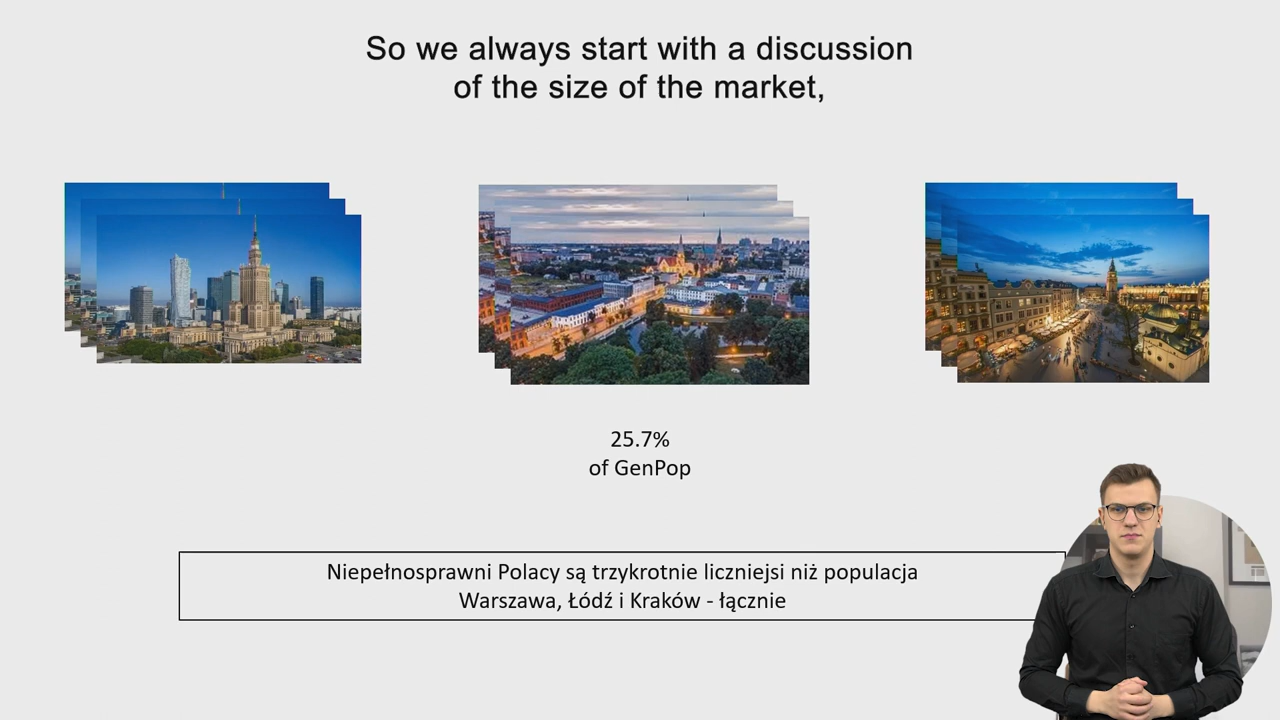 So we always start with a discussion
of the size of the market,
25.7%
of GenPop
Niepełnosprawni Polacy są trzykrotnie liczniejsi niż populacja
Warszawa, Łódź i Kraków - łącznie